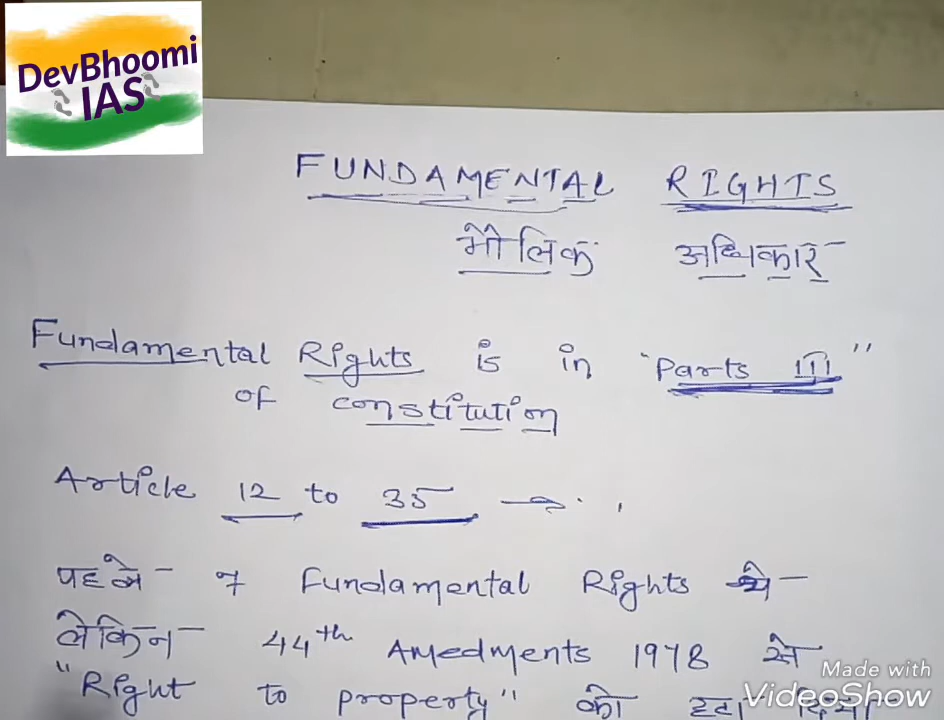 DevBhoomi
IAS
FUNDAMENTAL RIGHTS
मौलिक अधिकार
Fundamental Rights is in "Parts III"
of constitution
Article 12 to 35 →
पहले 7 Fundamental Rights थे
लेकिन 44th Amedments 1978 से
"Right to property" को हटा दिया
Made with
VideoShow